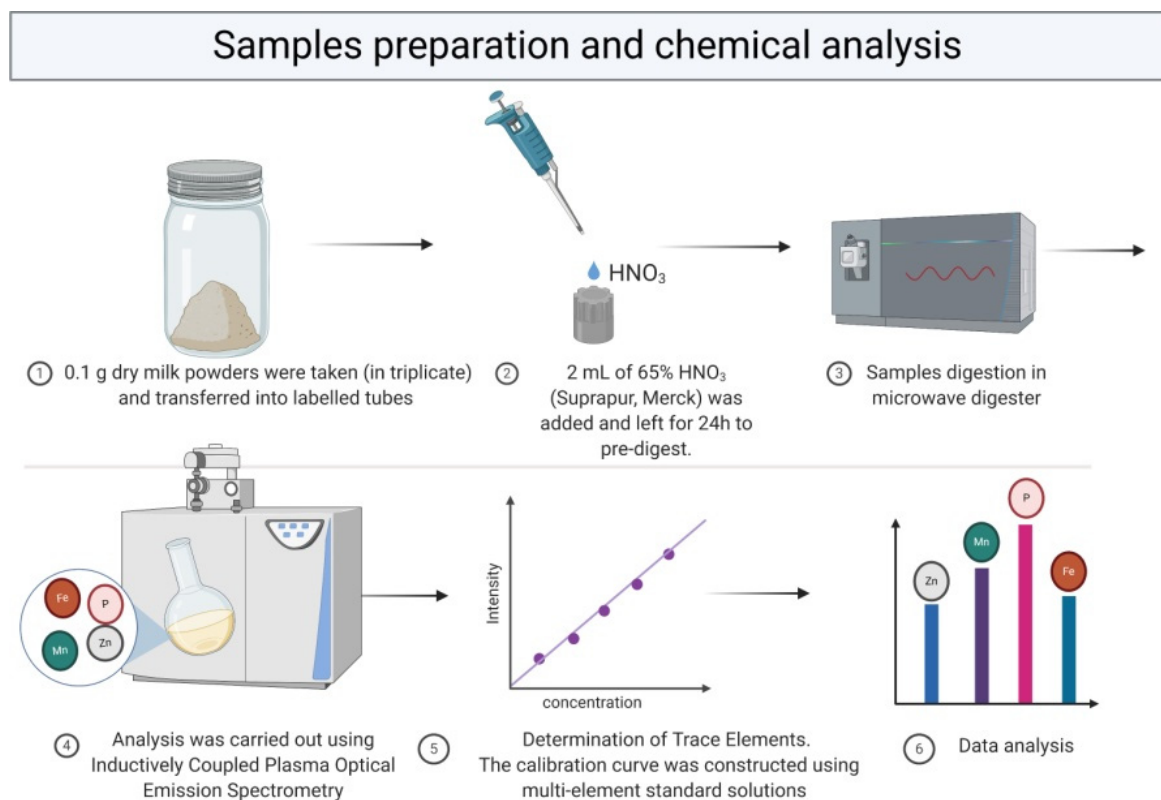 Samples preparation and chemical analysis
HNO₃
1 0.1 g dry milk powders were taken (in triplicate)
and transferred into labelled tubes
2 2 mL of 65% HNO₃
(Suprapur, Merck) was
added and left for 24h to
pre-digest.
3 Samples digestion in
microwave digester
Fe
P
Mn
Zn
4 Analysis was carried out using
Inductively Coupled Plasma Optical
Emission Spectrometry
Intensity
concentration
5 Determination of Trace Elements.
The calibration curve was constructed using
multi-element standard solutions
Zn
Mn
P
Fe
6 Data analysis